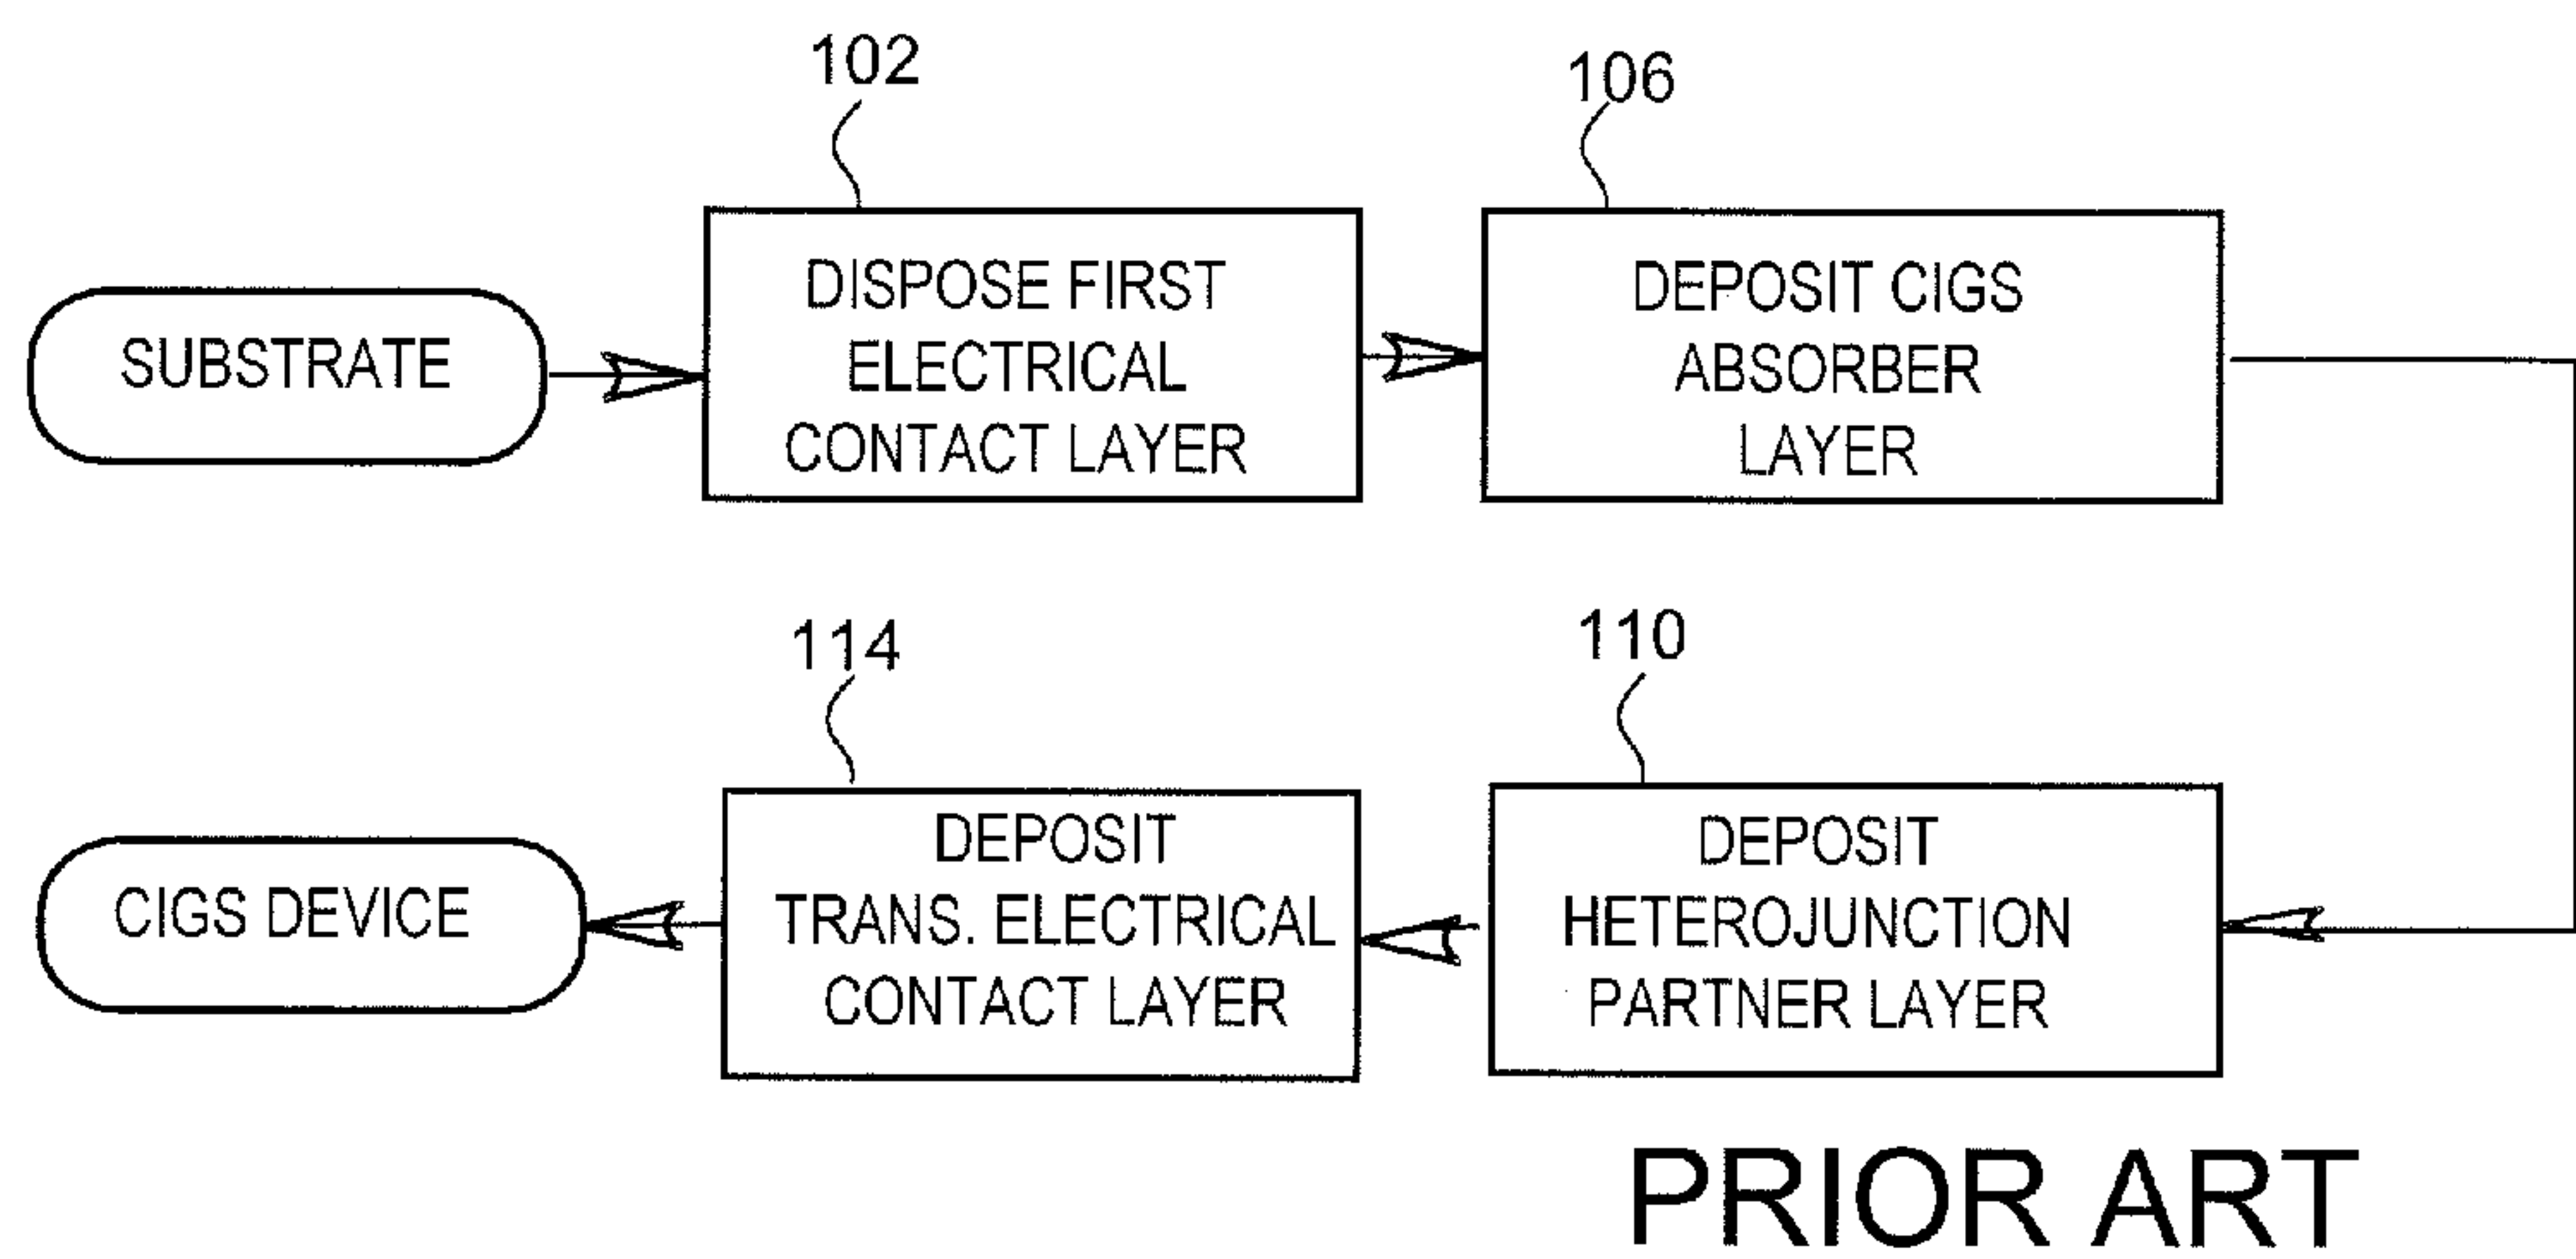 102
106
SUBSTRATE
DISPOSE FIRST
ELECTRICAL
CONTACT LAYER
DEPOSIT CIGS
ABSORBER
LAYER
110
DEPOSIT
HETEROJUNCTION
PARTNER LAYER
114
DEPOSIT
TRANS. ELECTRICAL
CONTACT LAYER
CIGS DEVICE
PRIOR ART